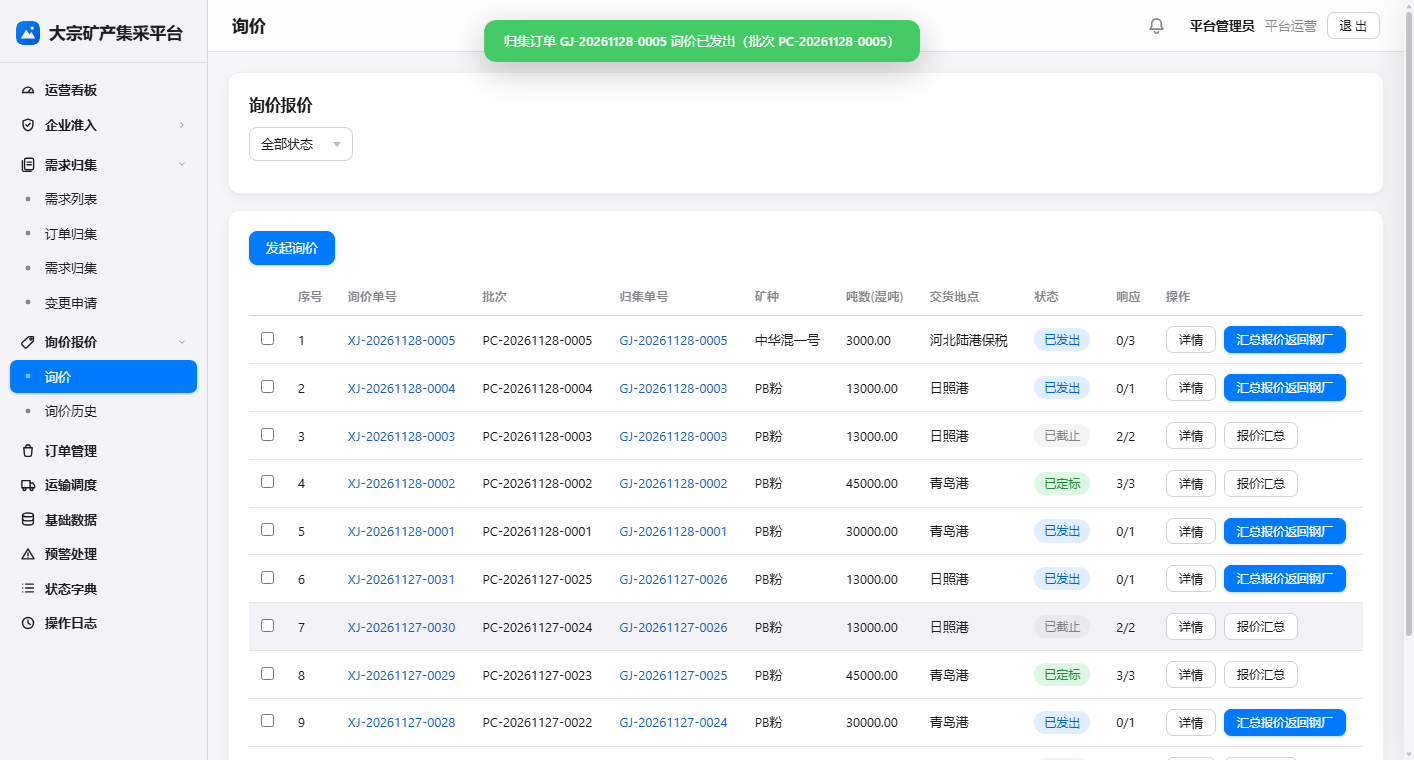 大宗矿产集采平台
询价
归集订单 GJ-20261128-0005 询价已发出（批次 PC-20261128-0005）
平台管理员 平台运营 退 出
运营看板
企业准入
需求归集
需求列表
订单归集
需求归集
变更申请
询价报价
询价
询价历史
订单管理
运输调度
基础数据
预警处理
状态字典
操作日志
询价报价
全部状态
发起询价
序号 询价单号 批次 归集单号 矿种 吨数(湿吨) 交货地点 状态 响应 操作
1 XJ-20261128-0005 PC-20261128-0005 GJ-20261128-0005 中华混一号 3000.00 河北陆港保税 已发出 0/3 详情 汇总报价返回钢厂
2 XJ-20261128-0004 PC-20261128-0004 GJ-20261128-0003 PB粉 13000.00 日照港 已发出 0/1 详情 汇总报价返回钢厂
3 XJ-20261128-0003 PC-20261128-0003 GJ-20261128-0003 PB粉 13000.00 日照港 已截止 2/2 详情 报价汇总
4 XJ-20261128-0002 PC-20261128-0002 GJ-20261128-0002 PB粉 45000.00 青岛港 已定标 3/3 详情 报价汇总
5 XJ-20261128-0001 PC-20261128-0001 GJ-20261128-0001 PB粉 30000.00 青岛港 已发出 0/1 详情 汇总报价返回钢厂
6 XJ-20261127-0031 PC-20261127-0025 GJ-20261127-0026 PB粉 13000.00 日照港 已发出 0/1 详情 汇总报价返回钢厂
7 XJ-20261127-0030 PC-20261127-0024 GJ-20261127-0026 PB粉 13000.00 日照港 已截止 2/2 详情 报价汇总
8 XJ-20261127-0029 PC-20261127-0023 GJ-20261127-0025 PB粉 45000.00 青岛港 已定标 3/3 详情 报价汇总
9 XJ-20261127-0028 PC-20261127-0022 GJ-20261127-0024 PB粉 30000.00 青岛港 已发出 0/1 详情 汇总报价返回钢厂